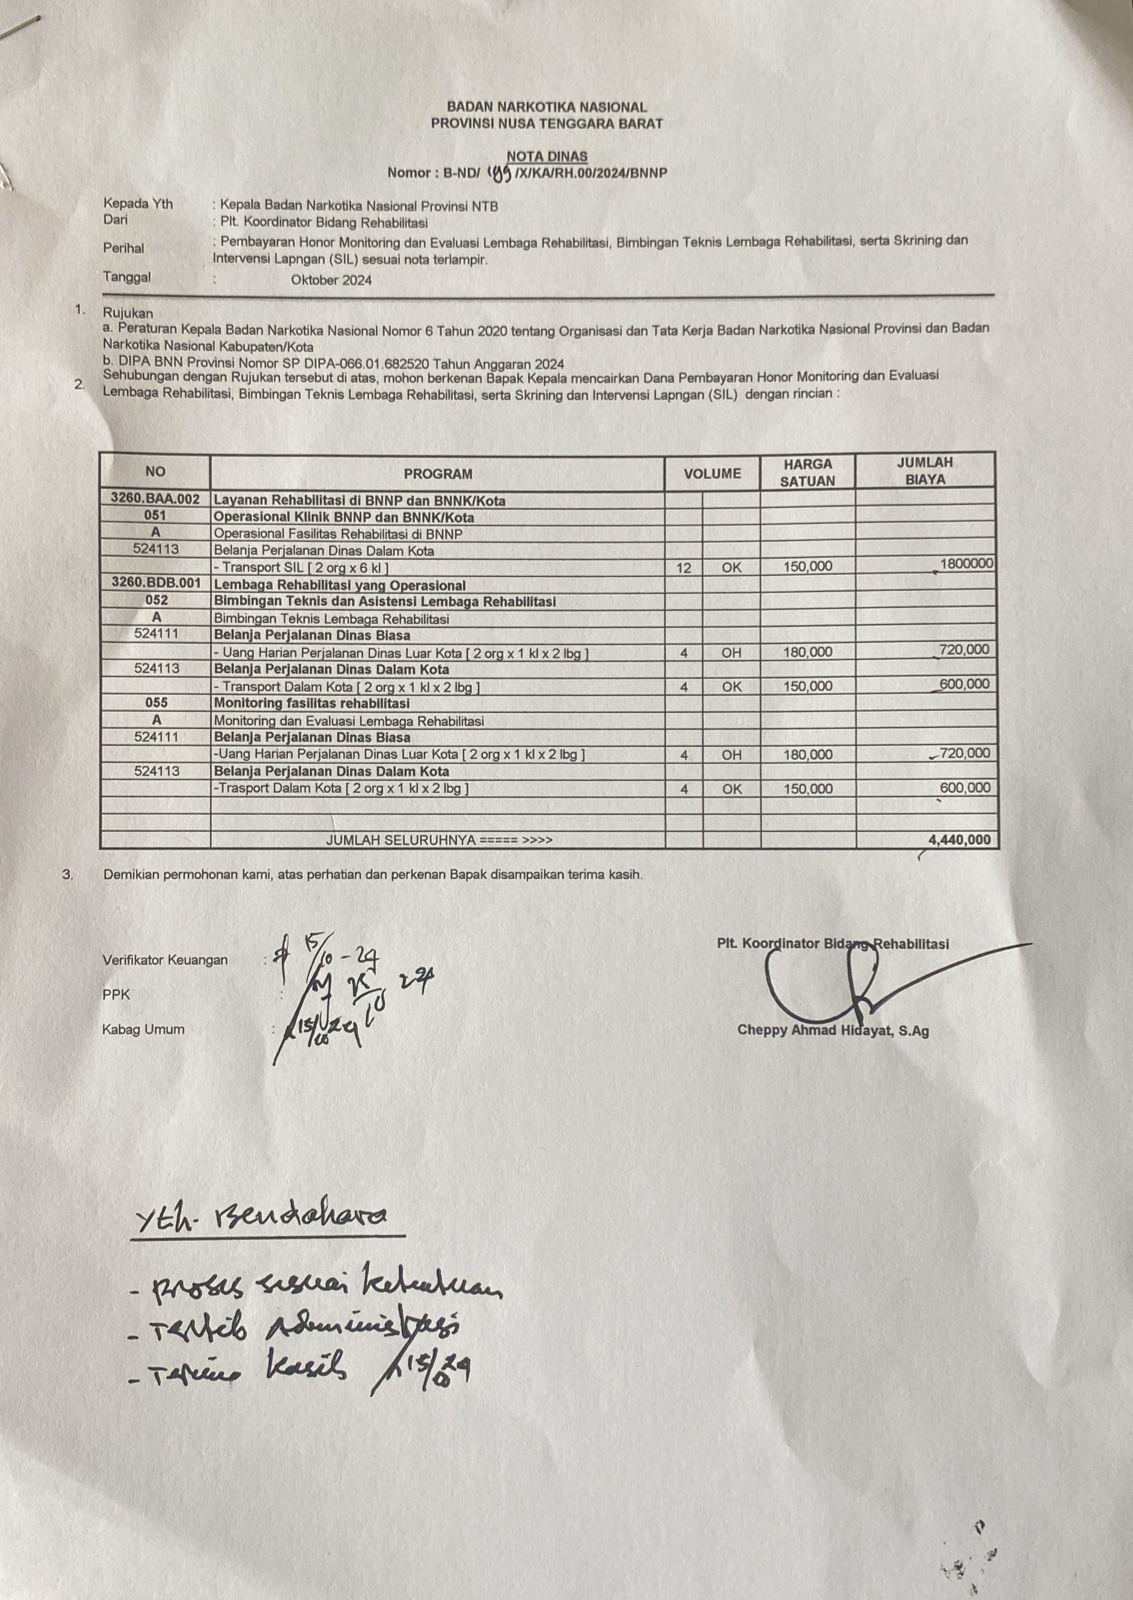 BADAN NARKOTIKA NASIONAL
PROVINSI NUSA TENGGARA BARAT
NOTA DINAS
Nomor : B-ND/ /X/KA/RH.00/2024/BNNP
Kepada Yth : Kepala Badan Narkotika Nasional Provinsi NTB
Dari : Plt. Koordinator Bidang Rehabilitasi
Perihal : Pembayaran Honor Monitoring dan Evaluasi Lembaga Rehabilitasi, Bimbingan Teknis Lembaga Rehabilitasi, serta Skrining dan
Intervensi Lapngan (SIL) sesuai nota terlampir.
Tanggal : Oktober 2024
1. Rujukan
a. Peraturan Kepala Badan Narkotika Nasional Nomor 6 Tahun 2020 tentang Organisasi dan Tata Kerja Badan Narkotika Nasional Provinsi dan Badan
Narkotika Nasional Kabupaten/Kota
b. DIPA BNN Provinsi Nomor SP DIPA-066.01.682520 Tahun Anggaran 2024
2. Sehubungan dengan Rujukan tersebut di atas, mohon berkenan Bapak Kepala mencairkan Dana Pembayaran Honor Monitoring dan Evaluasi
Lembaga Rehabilitasi, Bimbingan Teknis Lembaga Rehabilitasi, serta Skrining dan Intervensi Lapngan (SIL) dengan rincian :
NO PROGRAM VOLUME HARGA SATUAN JUMLAH BIAYA
3260.BAA.002 Layanan Rehabilitasi di BNNP dan BNNK/Kota
051 Operasional Klinik BNNP dan BNNK/Kota
A Operasional Fasilitas Rehabilitasi di BNNP
524113 Belanja Perjalanan Dinas Dalam Kota
- Transport SIL [ 2 org x 6 kl ] 12 OK 150,000 1800000
3260.BDB.001 Lembaga Rehabilitasi yang Operasional
052 Bimbingan Teknis dan Asistensi Lembaga Rehabilitasi
A Bimbingan Teknis Lembaga Rehabilitasi
524111 Belanja Perjalanan Dinas Biasa
- Uang Harian Perjalanan Dinas Luar Kota [ 2 org x 1 kl x 2 lbg ] 4 OH 180,000 720,000
524113 Belanja Perjalanan Dinas Dalam Kota
- Transport Dalam Kota [ 2 org x 1 kl x 2 lbg ] 4 OK 150,000 600,000
055 Monitoring fasilitas rehabilitasi
A Monitoring dan Evaluasi Lembaga Rehabilitasi
524111 Belanja Perjalanan Dinas Biasa
-Uang Harian Perjalanan Dinas Luar Kota [ 2 org x 1 kl x 2 lbg ] 4 OH 180,000 720,000
524113 Belanja Perjalanan Dinas Dalam Kota
-Trasport Dalam Kota [ 2 org x 1 kl x 2 lbg ] 4 OK 150,000 600,000
JUMLAH SELURUHNYA ===== >>>> 4,440,000
3. Demikian permohonan kami, atas perhatian dan perkenan Bapak disampaikan terima kasih.
Plt. Koordinator Bidang Rehabilitasi
Verifikator Keuangan : 15/10-24
PPK :
Kabag Umum : 15/10 24
Cheppy Ahmad Hidayat, S.Ag
Yth. Bendahara
- proses sesuai ketentuan
- Tertib Administrasi
- Terima kasih 15/10 24